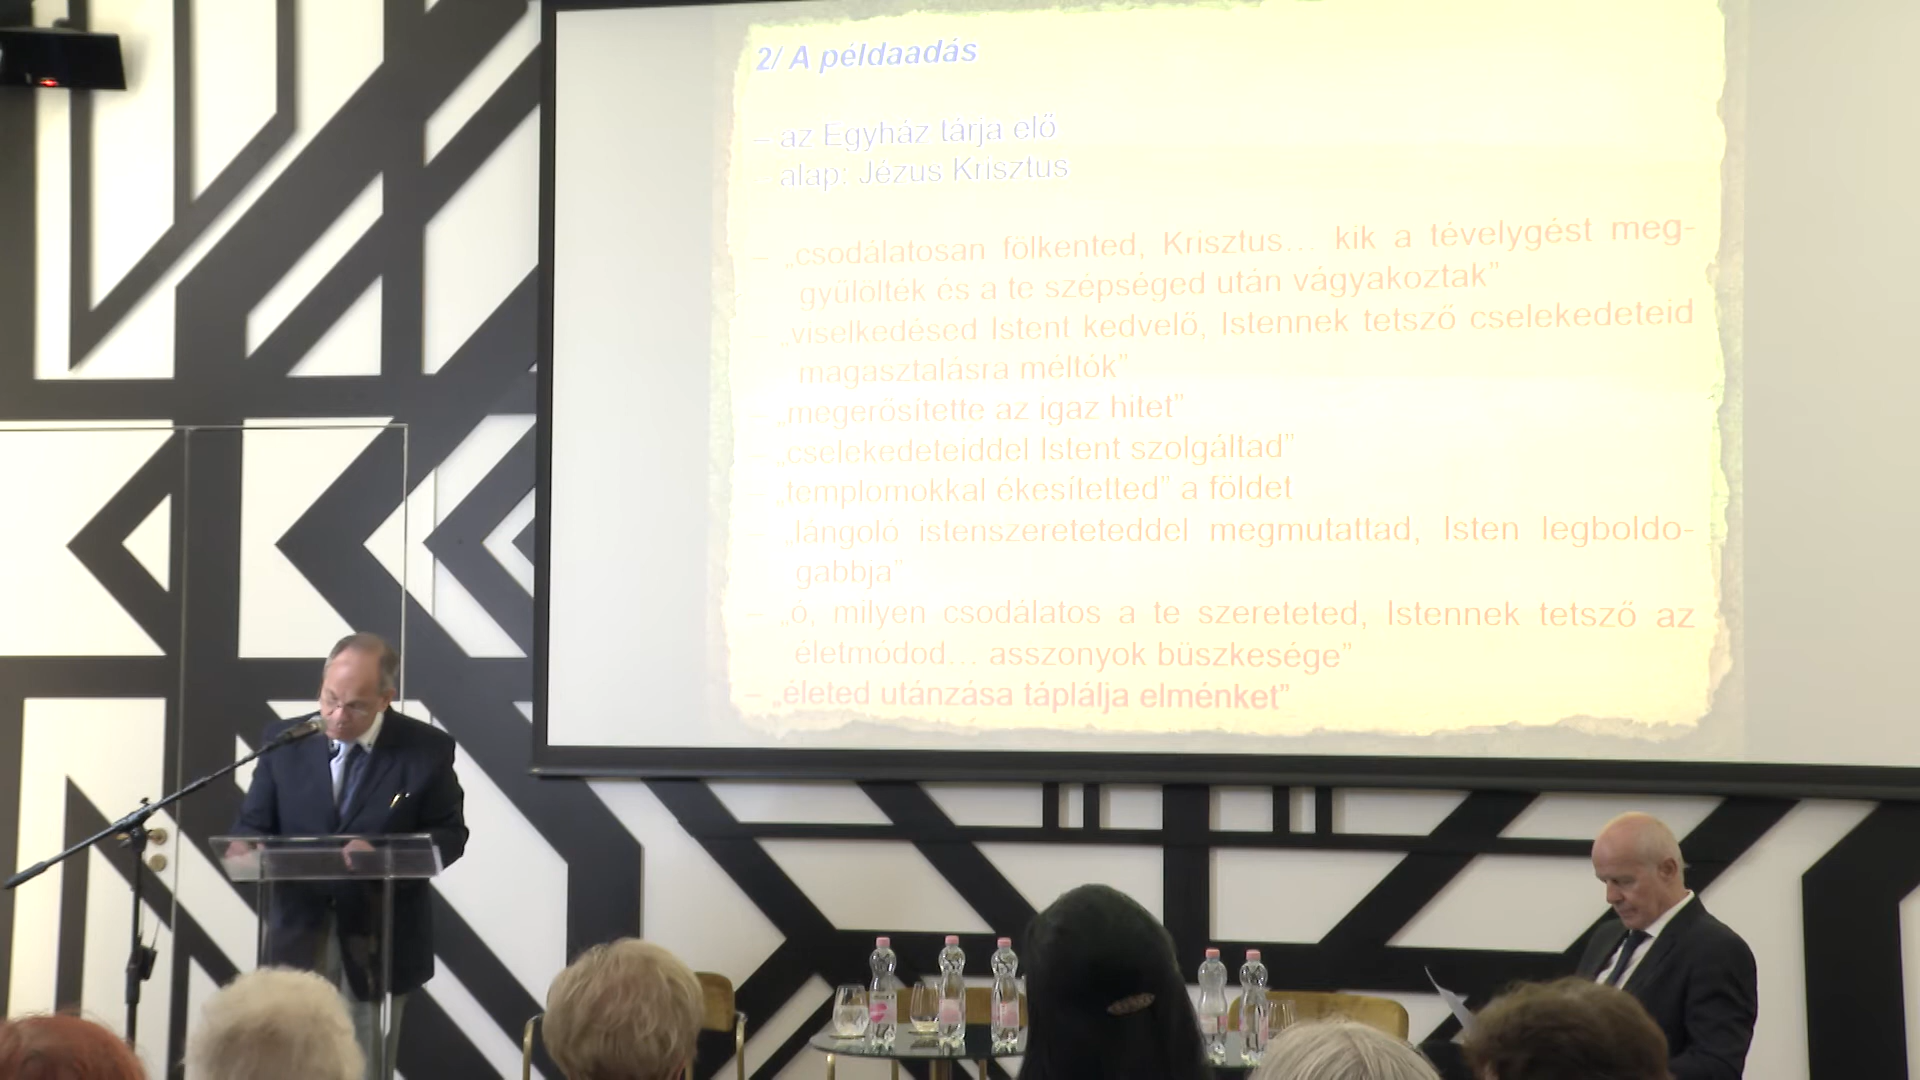 2/ A példaadás
– az Egyház tárja elő
– alap: Jézus Krisztus
– „csodálatosan fölkented, Krisztus… kik a tévelygést meg-
gyűlölték és a te szépséged után vágyakoztak”
– „viselkedésed Istent kedvelő, Istennek tetsző cselekedeteid
magasztalásra méltók”
– „megerősítette az igaz hitet”
– „cselekedeteiddel Istent szolgáltad”
– „templomokkal ékesítetted” a földet
– „lángoló istenszereteteddel megmutattad, Isten legboldo-
gabbja”
– „ó, milyen csodálatos a te szereteted, Istennek tetsző az
életmódod… asszonyok büszkesége”
– „életed utánzása táplálja elménket”